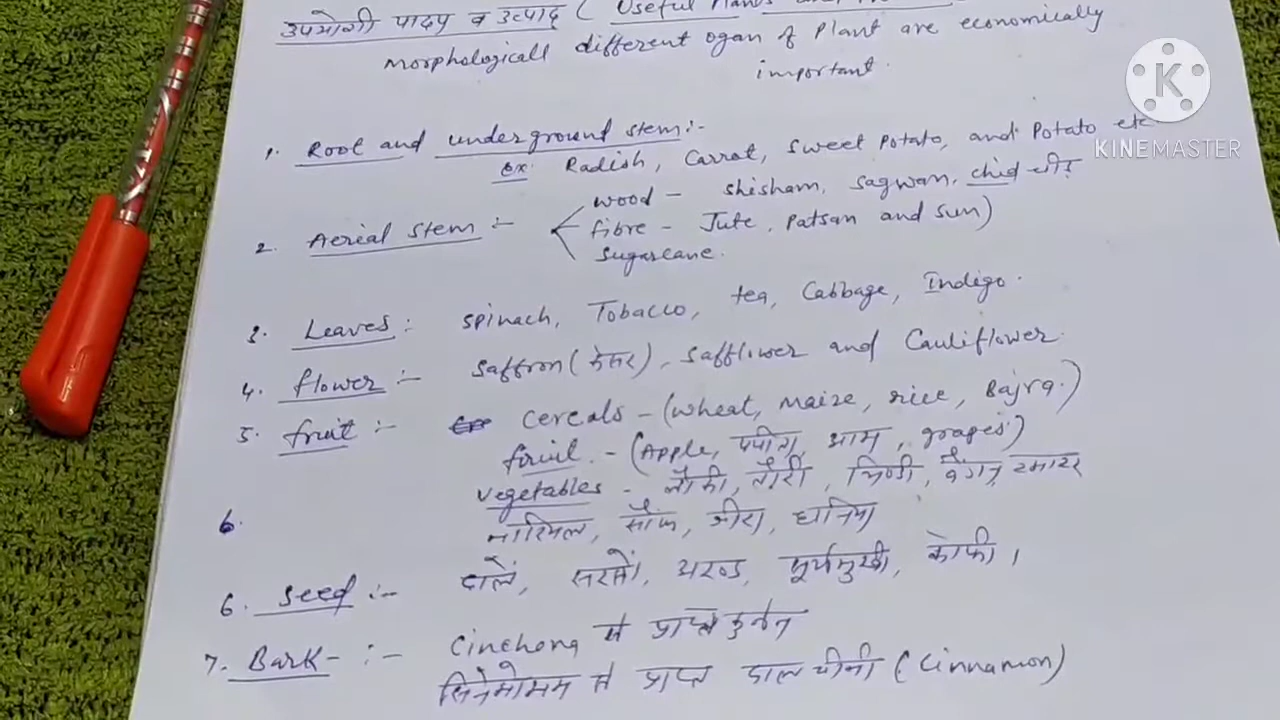 उपयोगी पादप व उत्पाद ( Useful Plants and
morphologicall different ogan of Plant are economically
important.
1. Root and underground stem :-
ex: Radish, Carrot, sweet potato, and potato etc
2. Aerial stem :- wood - shisham, sagwan, chid चीड़
fibre - Jute, patsan and sun)
sugarcane.
3. Leaves : spinach, Tobacco, tea, Cabbage, Indigo.
4. flower :- saffron (केसर), safflower and Cauliflower.
5. fruit :- cereals - (wheat, maize, rice, Bajra.)
fruit. - (Apple, पपीता, आम, grapes)
vegetables - लौकी, तौरी, भिण्डी, बैंगन, टमाटर
6.
नारियल, सौंफ, जीरा, धनिया
6. seed :- दालें, सरसों, अरण्ड, सूर्यमुखी, कोफी ।
7. Bark - :- Cinchona से प्राप्त कुनैन
सिनेमोमम से प्राप्त दालचीनी (Cinnamon)
K
KINEMASTER